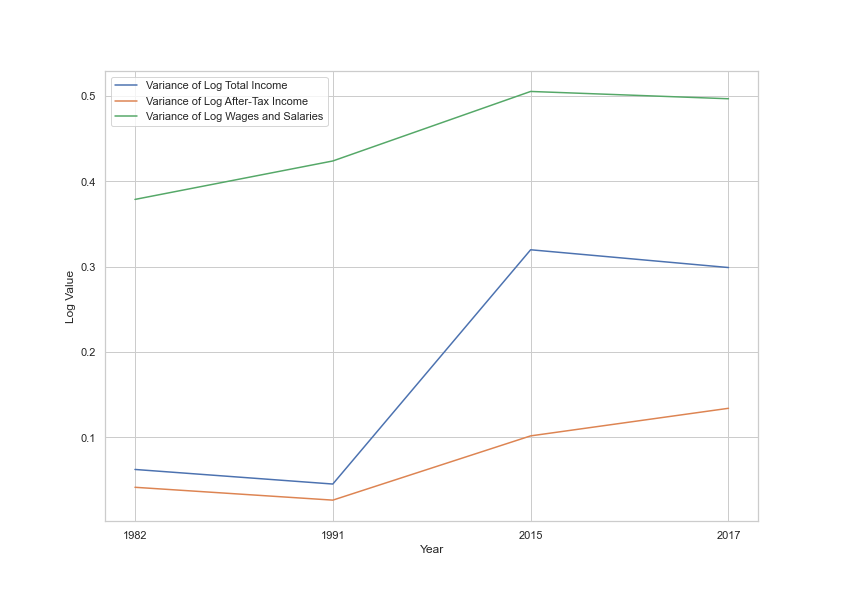 Variance of Log Total Income
Variance of Log After-Tax Income
Variance of Log Wages and Salaries
0.5
0.4
0.3
0.2
0.1
Log Value
1982 1991 2015 2017
Year